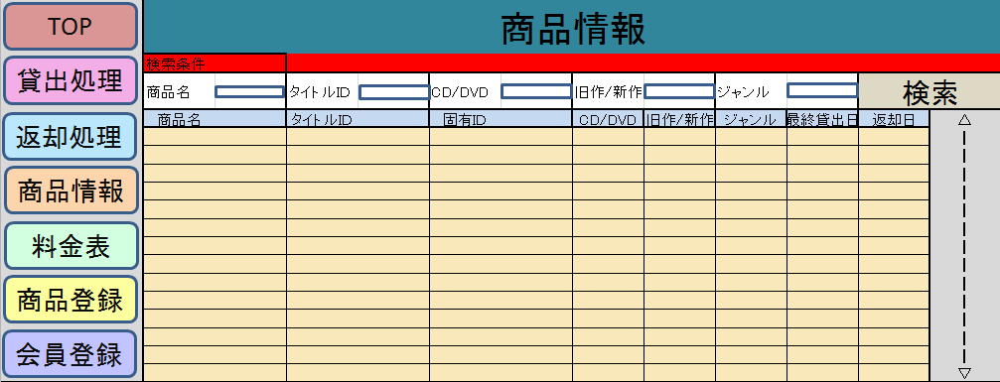 TOP
貸出処理
返却処理
商品情報
料金表
商品登録
会員登録
商品情報
検索条件
商品名 タイトルID CD/DVD 旧作/新作 ジャンル 検索
商品名 タイトルID 固有ID CD/DVD 旧作/新作 ジャンル 最終貸出日 返却日